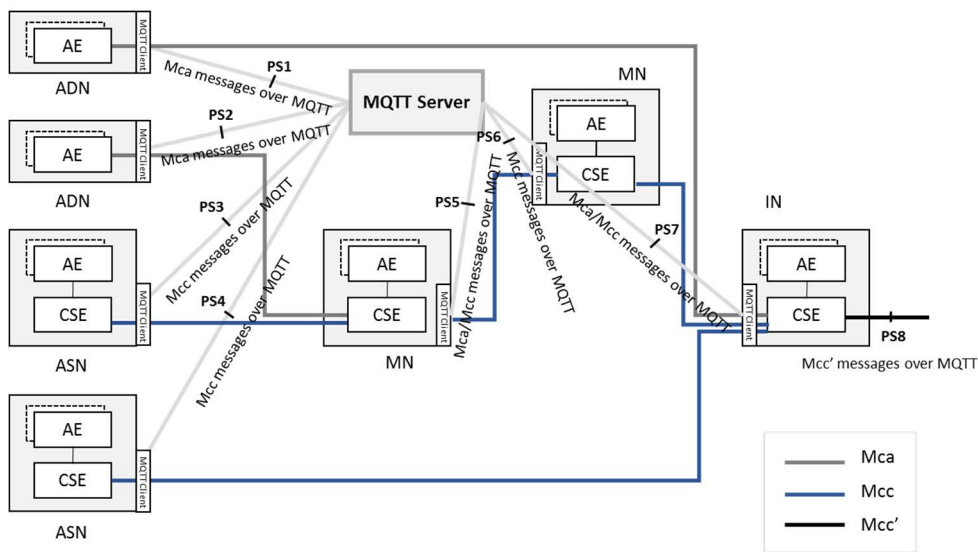 AE
MQTT Client
ADN
PS1
Mca messages over MQTT
MQTT Server
MN
AE
CSE
MQTT Client
AE
MQTT Client
ADN
PS2
Mca messages over MQTT
PS6
Mcc messages over MQTT
PS3
Mcc messages over MQTT
PS5
Mca/Mcc messages over MQTT
PS7
Mca/Mcc messages over MQTT
IN
AE
CSE
MQTT Client
ASN
PS4
Mcc messages over MQTT
AE
CSE
MQTT Client
MN
AE
CSE
MQTT Client
PS8
Mcc' messages over MQTT
AE
CSE
MQTT Client
ASN
Mca
Mcc
Mcc'